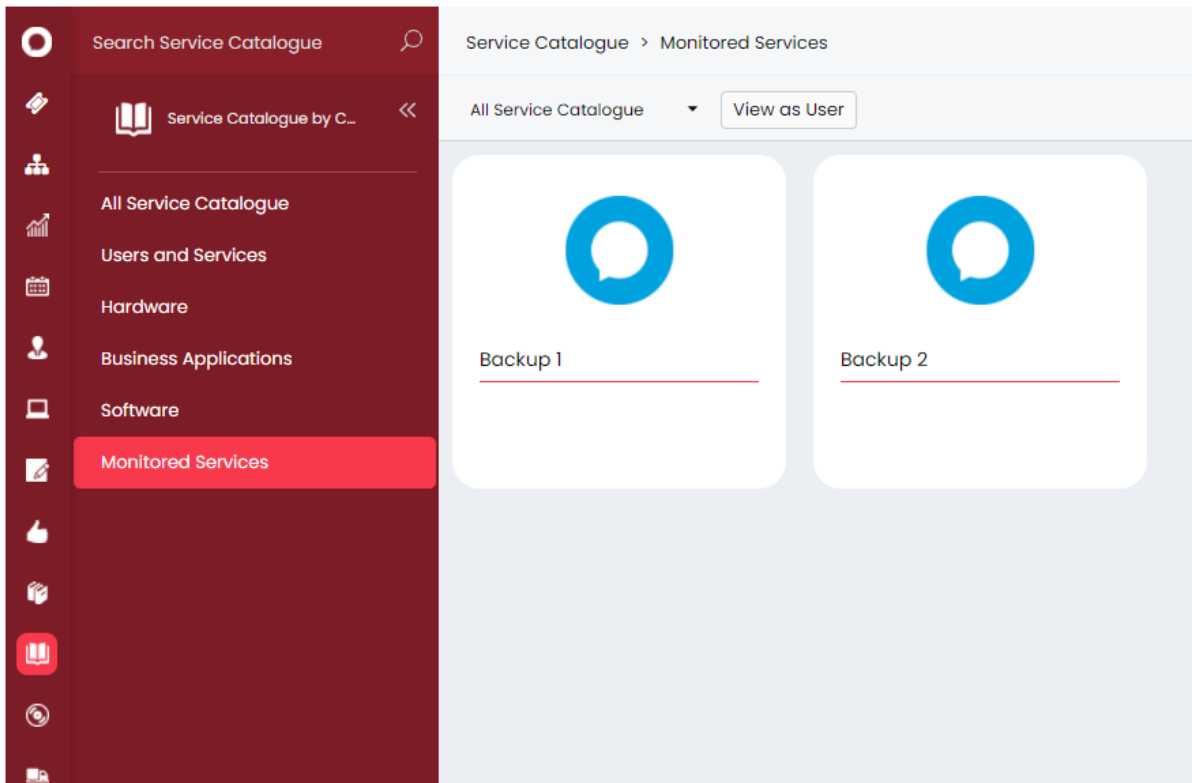 Search Service Catalogue
Service Catalogue by C...
All Service Catalogue
Users and Services
Hardware
Business Applications
Software
Monitored Services
Service Catalogue > Monitored Services
All Service Catalogue
View as User
Backup 1
Backup 2